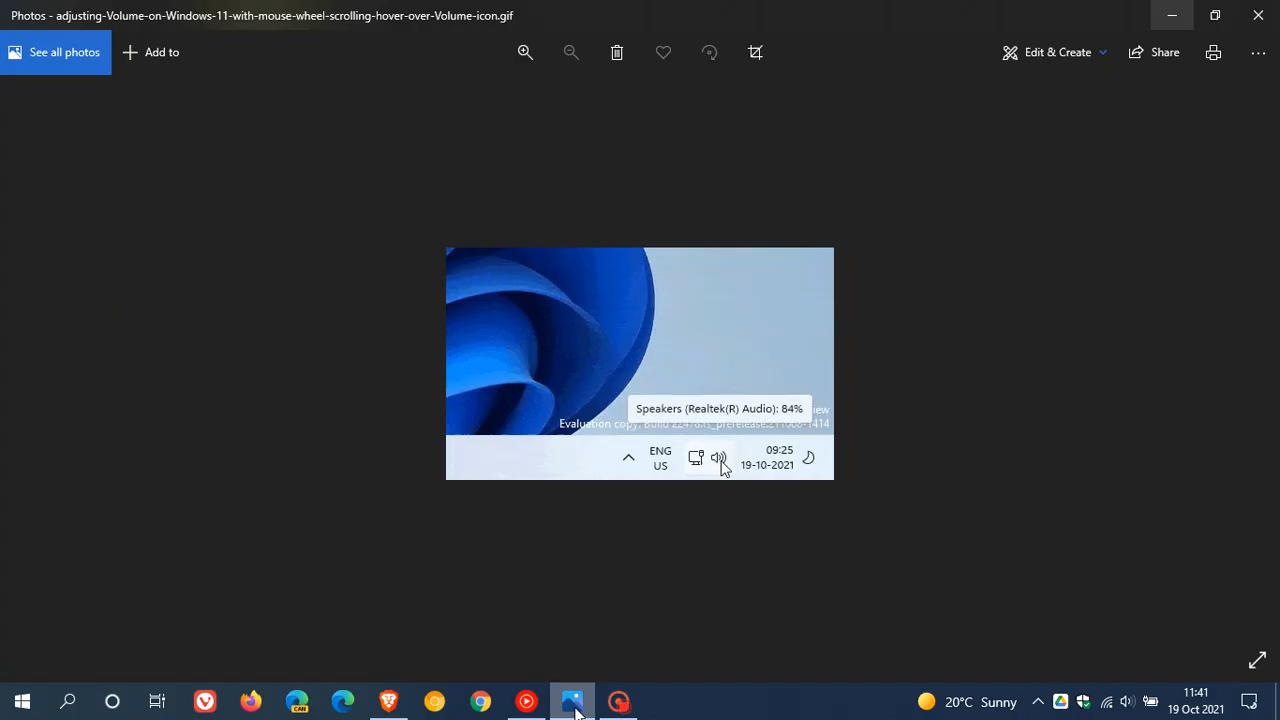 Photos - adjusting-Volume-on-Windows-11-with-mouse-wheel-scrolling-hover-over-Volume-icon.gif
See all photos
Add to
Edit & Create
Share
Speakers (Realtek(R) Audio): 84%
Evaluation copy. Build
ENG
US
09:25
19-10-2021
CAN
20°C Sunny
11:41
19 Oct 2021